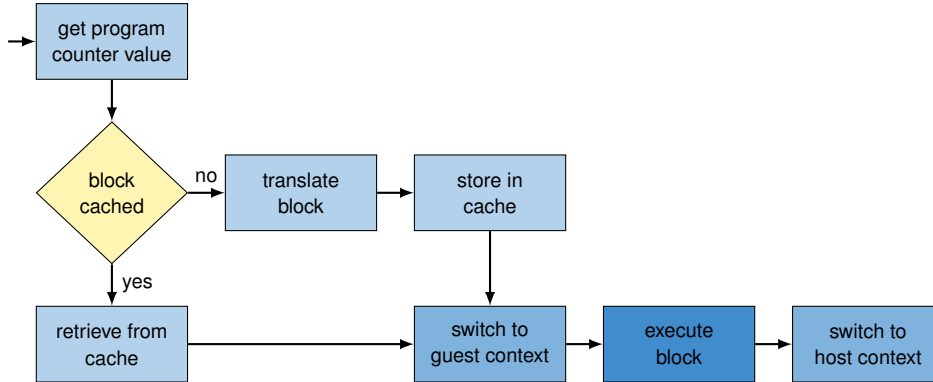 get program
counter value
block
cached
no
translate
block
store in
cache
yes
retrieve from
cache
switch to
guest context
execute
block
switch to
host context